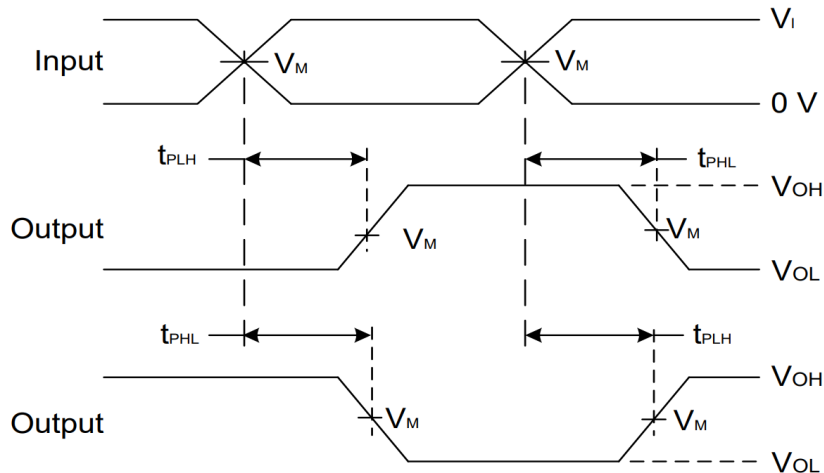 VI
Input
VM
VM
0 V
tPLH
tPHL
VOH
Output
VM
VM
VOL
tPHL
tPLH
VOH
Output
VM
VM
VOL